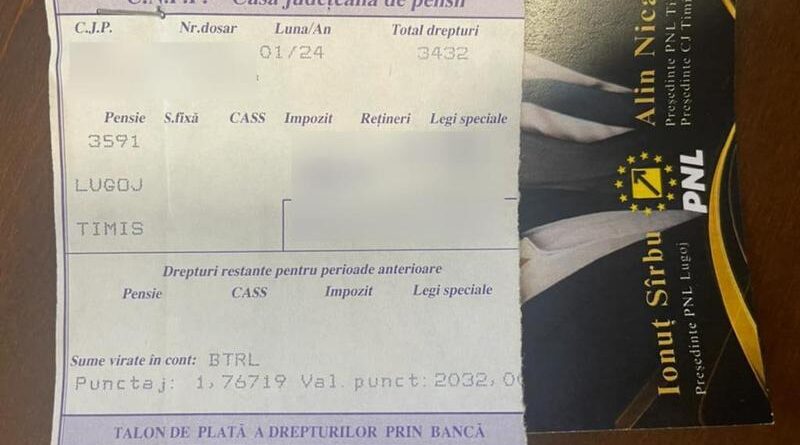 C.N.P.P. Casa județeană de pensii
C.J.P. Nr.dosar Luna/An Total drepturi
01/24 3432
Pensie S.fixă CASS Impozit Rețineri Legi speciale
3591
LUGOJ
TIMIS
Drepturi restante pentru perioade anterioare
Pensie CASS Impozit Legi speciale
Sume virate în cont: BTRL
Punctaj: 1,76719 Val. punct: 2032,0
TALON DE PLATĂ A DREPTURILOR PRIN BANCĂ
Alin Nica
Președinte PNL Ti
Președinte CJ Timi
PNL
Ionuț Sîrbu
Președinte PNL Lugoj